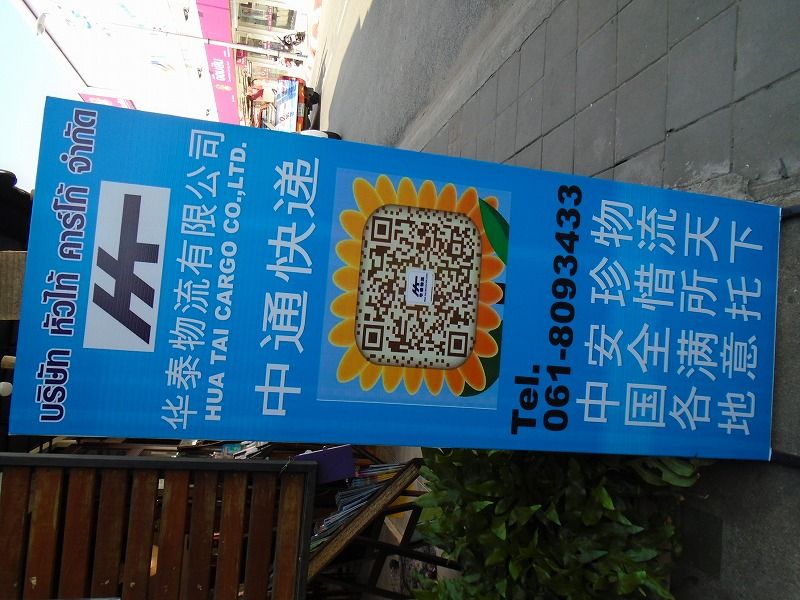 บริษัท หัวไท้ คาร์โก้ จำกัด
华泰物流有限公司
HUA TAI CARGO CO.,LTD.
中通快递
Tel.
061-8093433
物流天下
珍惜所托
安全满意
中国各地